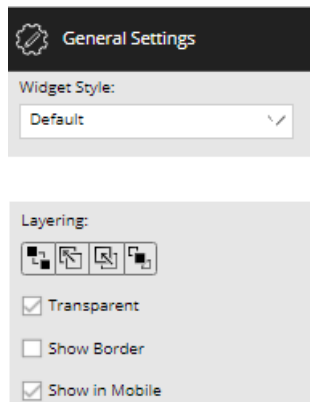 General Settings
Widget Style:
Default
Layering:
Transparent
Show Border
Show in Mobile